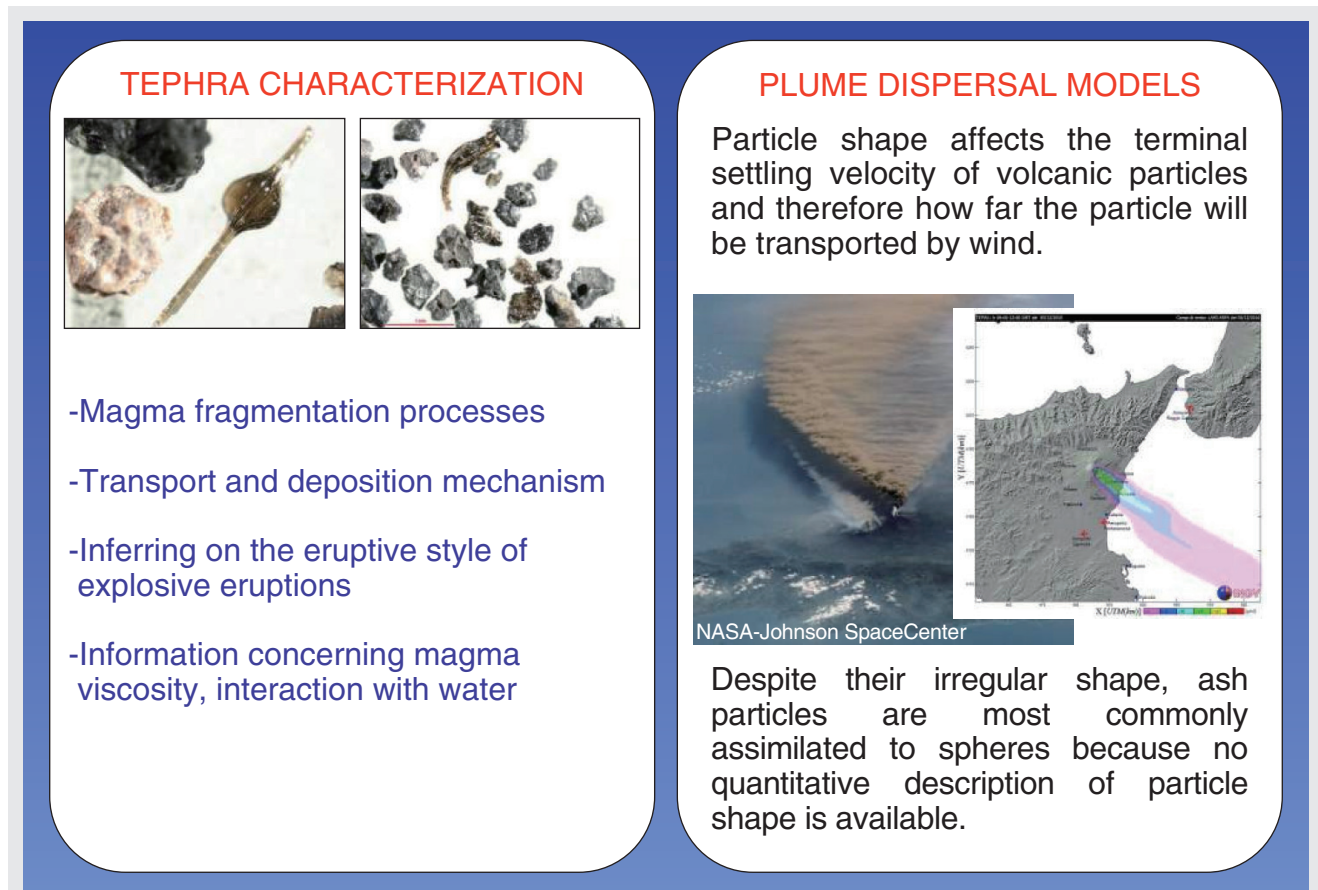 TEPHRA CHARACTERIZATION
-Magma fragmentation processes
-Transport and deposition mechanism
-Inferring on the eruptive style of
explosive eruptions
-Information concerning magma
viscosity, interaction with water
PLUME DISPERSAL MODELS
Particle shape affects the terminal
settling velocity of volcanic particles
and therefore how far the particle will
be transported by wind.
X [UTM(km)]
NASA-Johnson SpaceCenter
Despite their irregular shape, ash
particles are most commonly
assimilated to spheres because no
quantitative description of particle
shape is available.